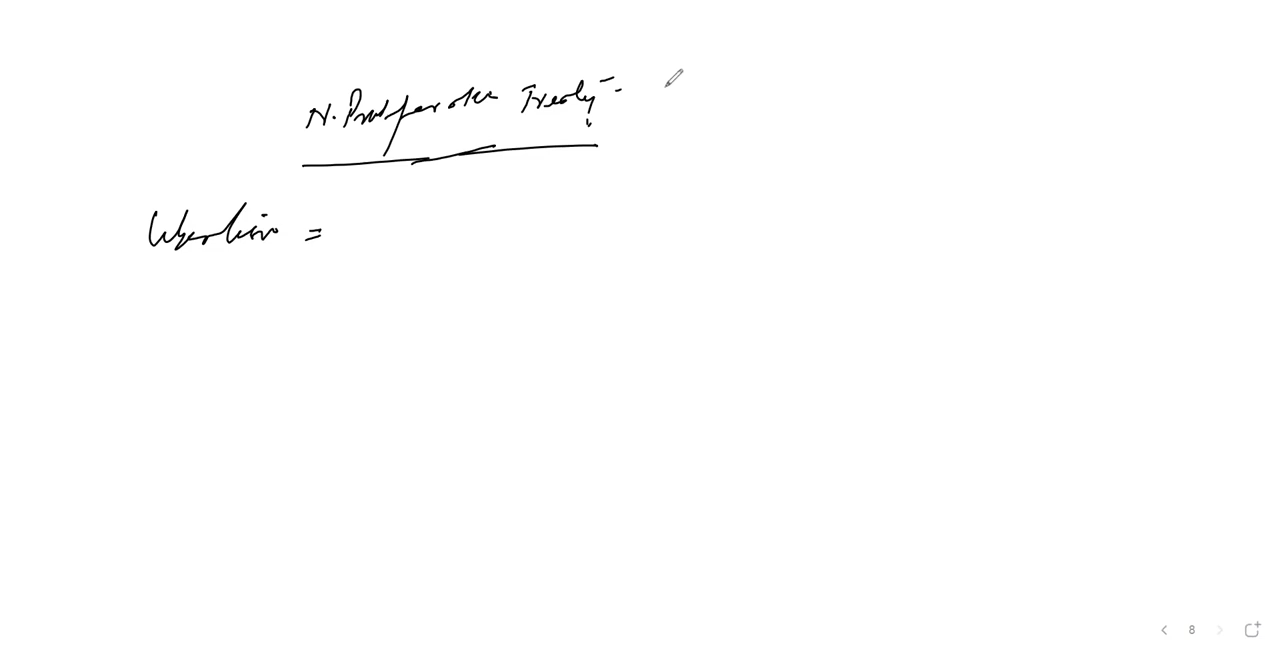 N. Proliferation Treaty -
=
8